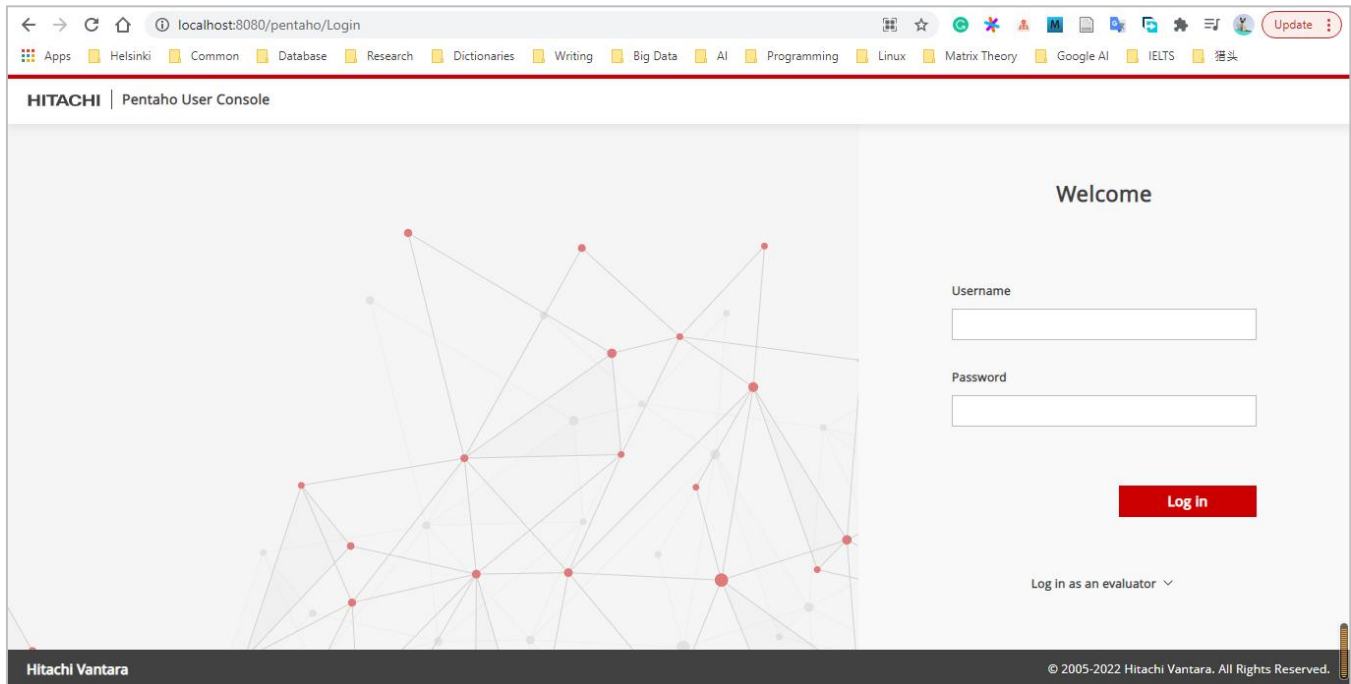 localhost:8080/pentaho/Login
Update
Apps Helsinki Common Database Research Dictionaries Writing Big Data AI Programming Linux Matrix Theory Google AI IELTS 猎头
HITACHI Pentaho User Console
Welcome
Username
Password
Log in
Log in as an evaluator
Hitachi Vantara © 2005-2022 Hitachi Vantara. All Rights Reserved.